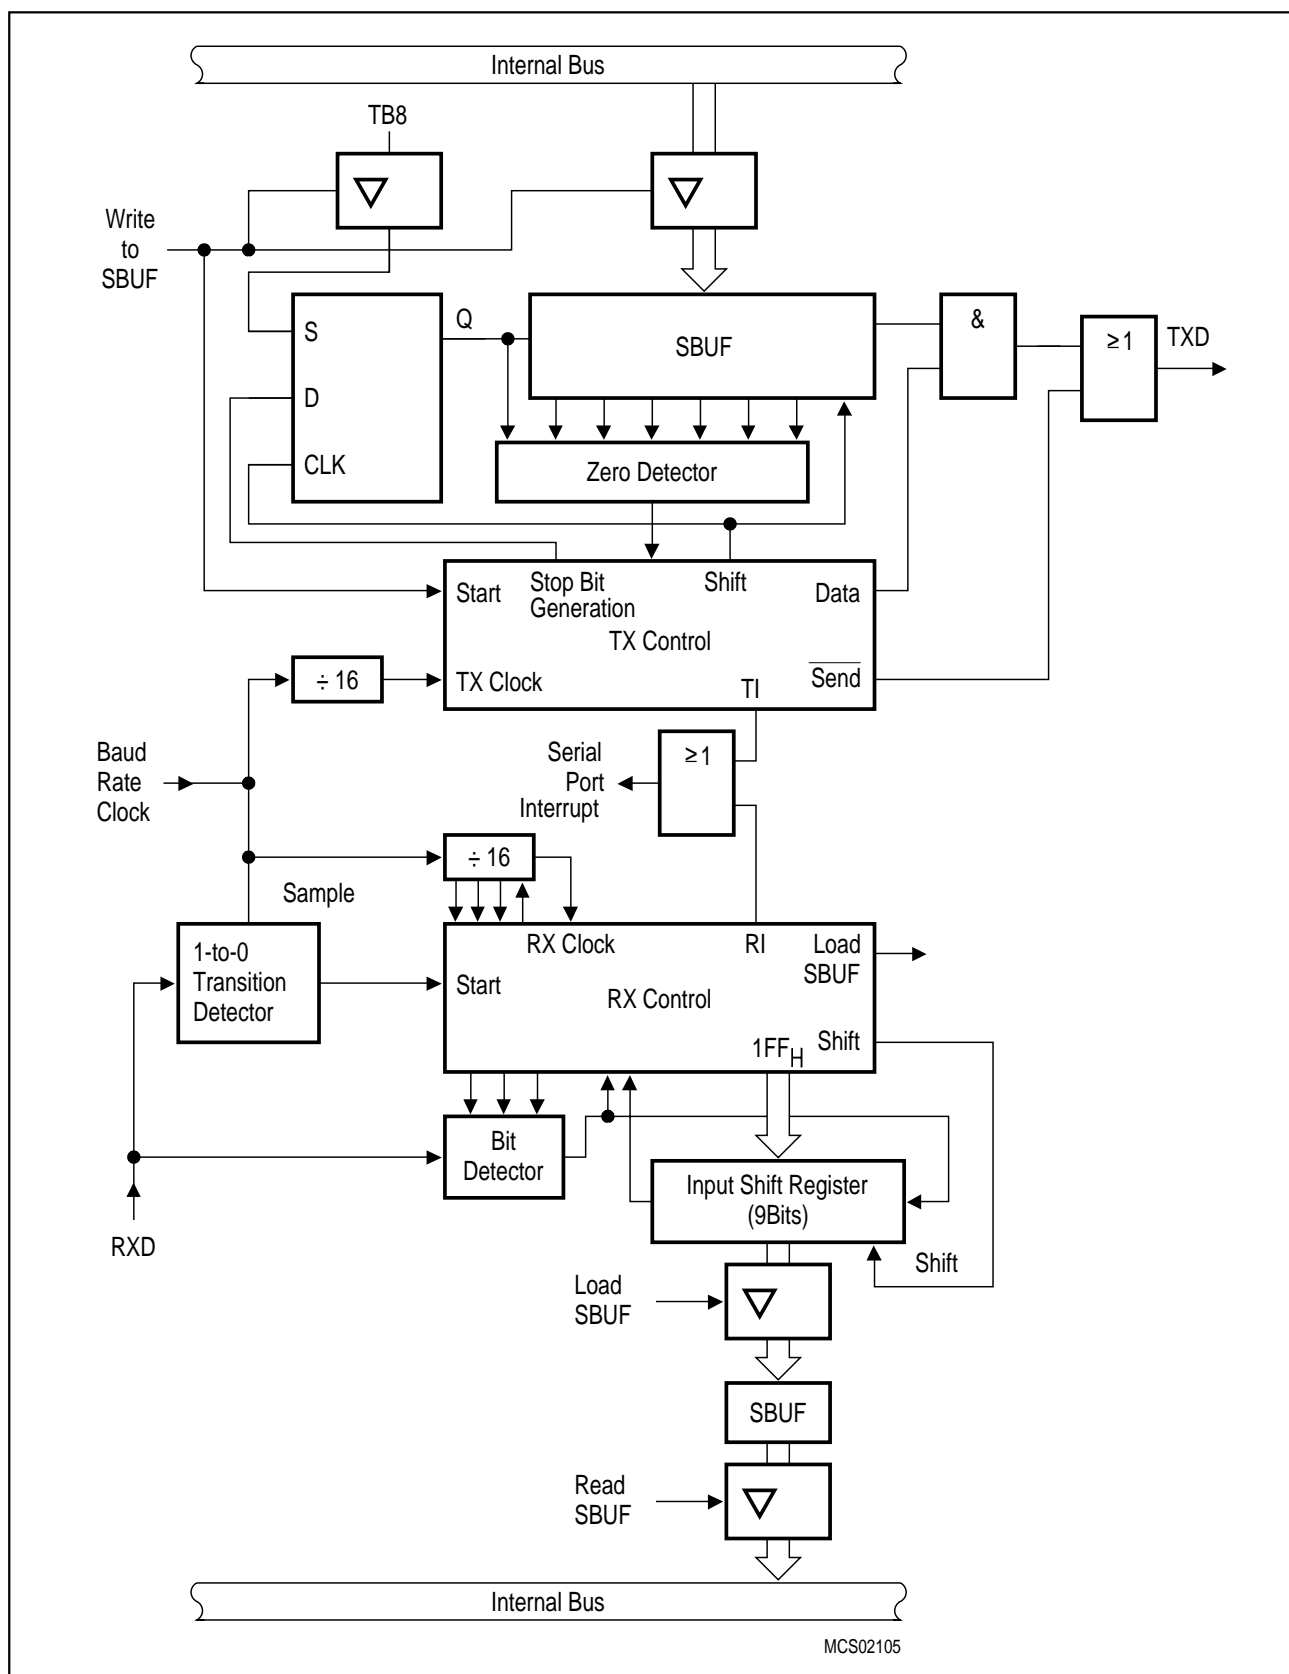 Internal Bus
TB8
Write
to
SBUF
S
Q
D
CLK
SBUF
&
≥1
TXD
Zero Detector
Start
Stop Bit
Generation
Shift
Data
TX Control
÷ 16
TX Clock
TI
Send
Baud
Rate
Clock
Serial
Port
Interrupt
≥1
÷ 16
Sample
1-to-0
Transition
Detector
RX Clock
RI
Load
SBUF
Start
RX Control
1FFH
Shift
Bit
Detector
Input Shift Register
(9Bits)
RXD
Shift
Load
SBUF
SBUF
Read
SBUF
Internal Bus
MCS02105